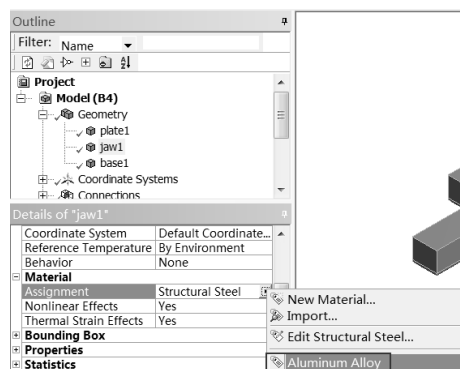 Outline
Filter: Name
Project
Model (B4)
Geometry
plate1
jaw1
base1
Coordinate Systems
Connections
Details of "jaw1"
Coordinate System Default Coordinate...
Reference Temperature By Environment
Behavior None
Material
Assignment Structural Steel
Nonlinear Effects Yes
Thermal Strain Effects Yes
Bounding Box
Properties
Statistics
New Material...
Import...
Edit Structural Steel...
Aluminum Alloy